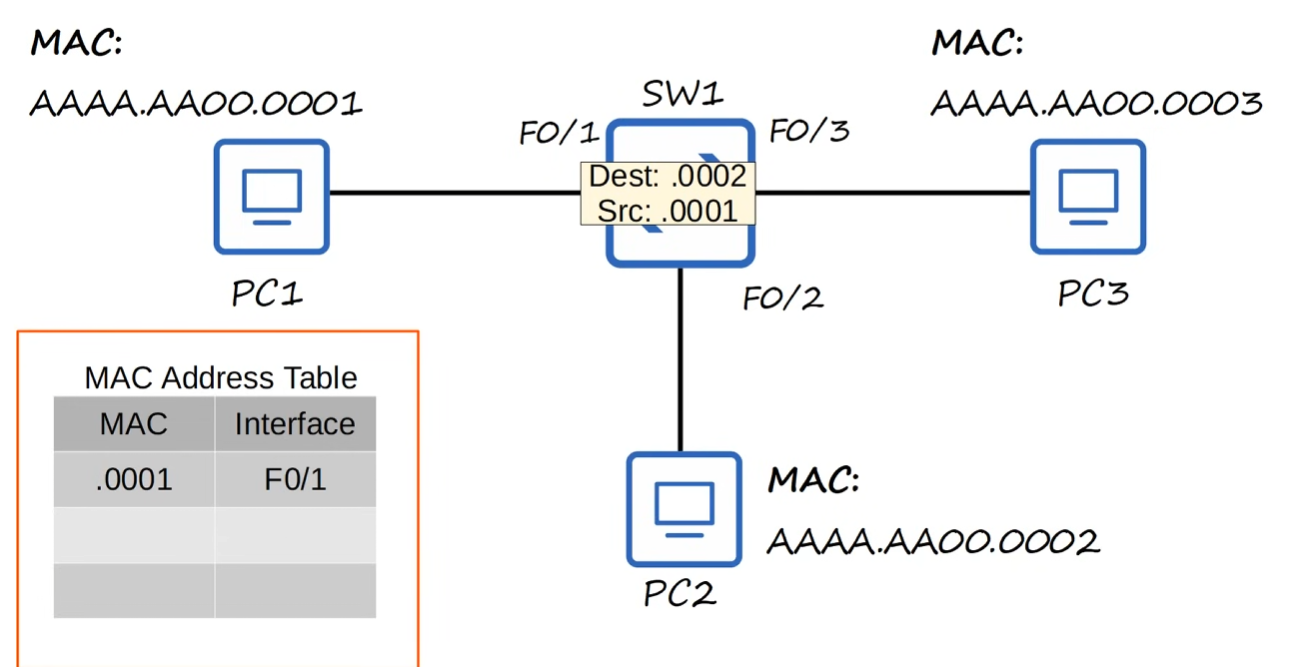 MAC:
AAAA.AA00.0001
PC1
SW1
F0/1
F0/3
Dest: .0002
Src: .0001
F0/2
MAC:
AAAA.AA00.0003
PC3
MAC Address Table
MAC Interface
.0001 F0/1
MAC:
AAAA.AA00.0002
PC2